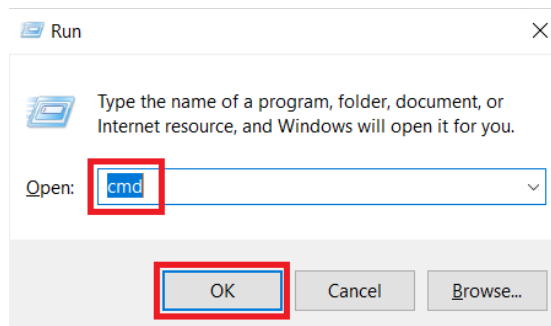 Run
Type the name of a program, folder, document, or
Internet resource, and Windows will open it for you.
Open: cmd
OK Cancel Browse...